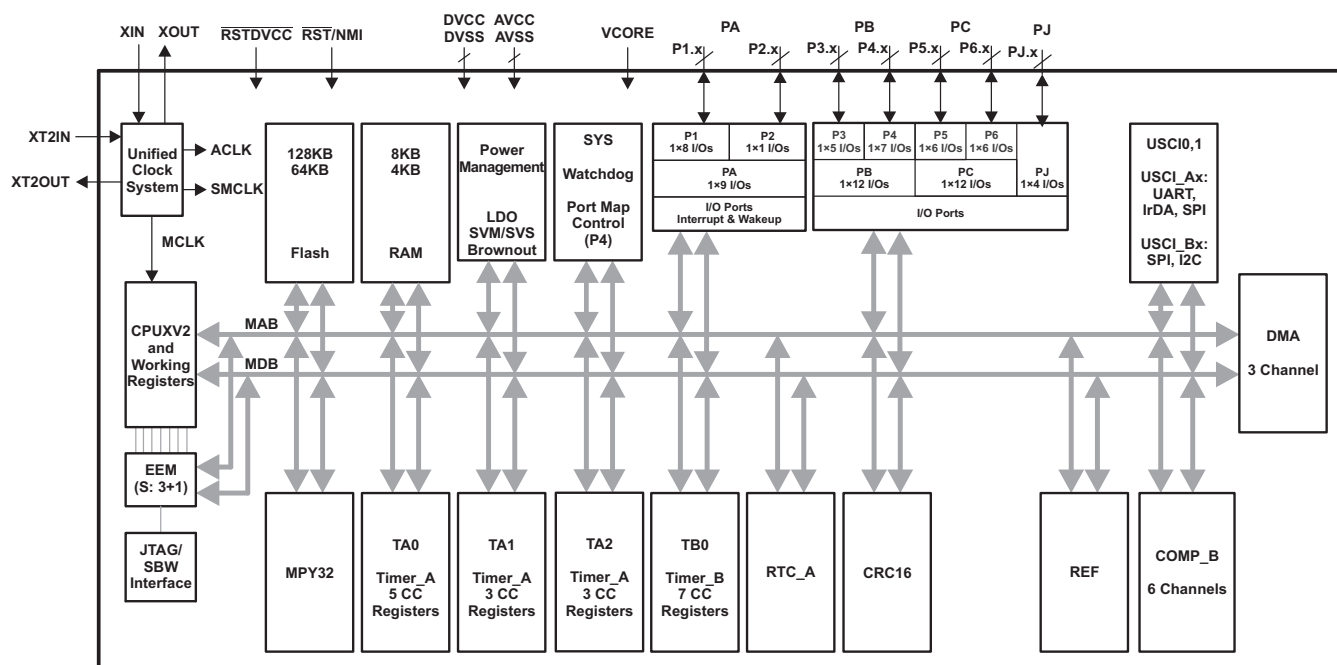 XIN
XOUT
RSTDVCC
RST/NMI
DVCC
DVSS
AVCC
AVSS
VCORE
PA
P1.x
P2.x
PB
P3.x
P4.x
PC
P5.x
P6.x
PJ
PJ.x
XT2IN
XT2OUT
Unified
Clock
System
ACLK
SMCLK
MCLK
128KB
64KB
Flash
8KB
4KB
RAM
Power
Management
LDO
SVM/SVS
Brownout
SYS
Watchdog
Port Map
Control
(P4)
P1
1×8 I/Os
P2
1×1 I/Os
PA
1×9 I/Os
I/O Ports
Interrupt & Wakeup
P3
1×5 I/Os
P4
1×7 I/Os
P5
1×6 I/Os
P6
1×6 I/Os
PB
1×12 I/Os
PC
1×12 I/Os
PJ
1×4 I/Os
I/O Ports
USCI0,1
USCI_Ax:
UART,
IrDA, SPI
USCI_Bx:
SPI, I2C
CPUXV2
and
Working
Registers
MAB
MDB
DMA
3 Channel
EEM
(S: 3+1)
JTAG/
SBW
Interface
MPY32
TA0
Timer_A
5 CC
Registers
TA1
Timer_A
3 CC
Registers
TA2
Timer_A
3 CC
Registers
TB0
Timer_B
7 CC
Registers
RTC_A
CRC16
REF
COMP_B
6 Channels